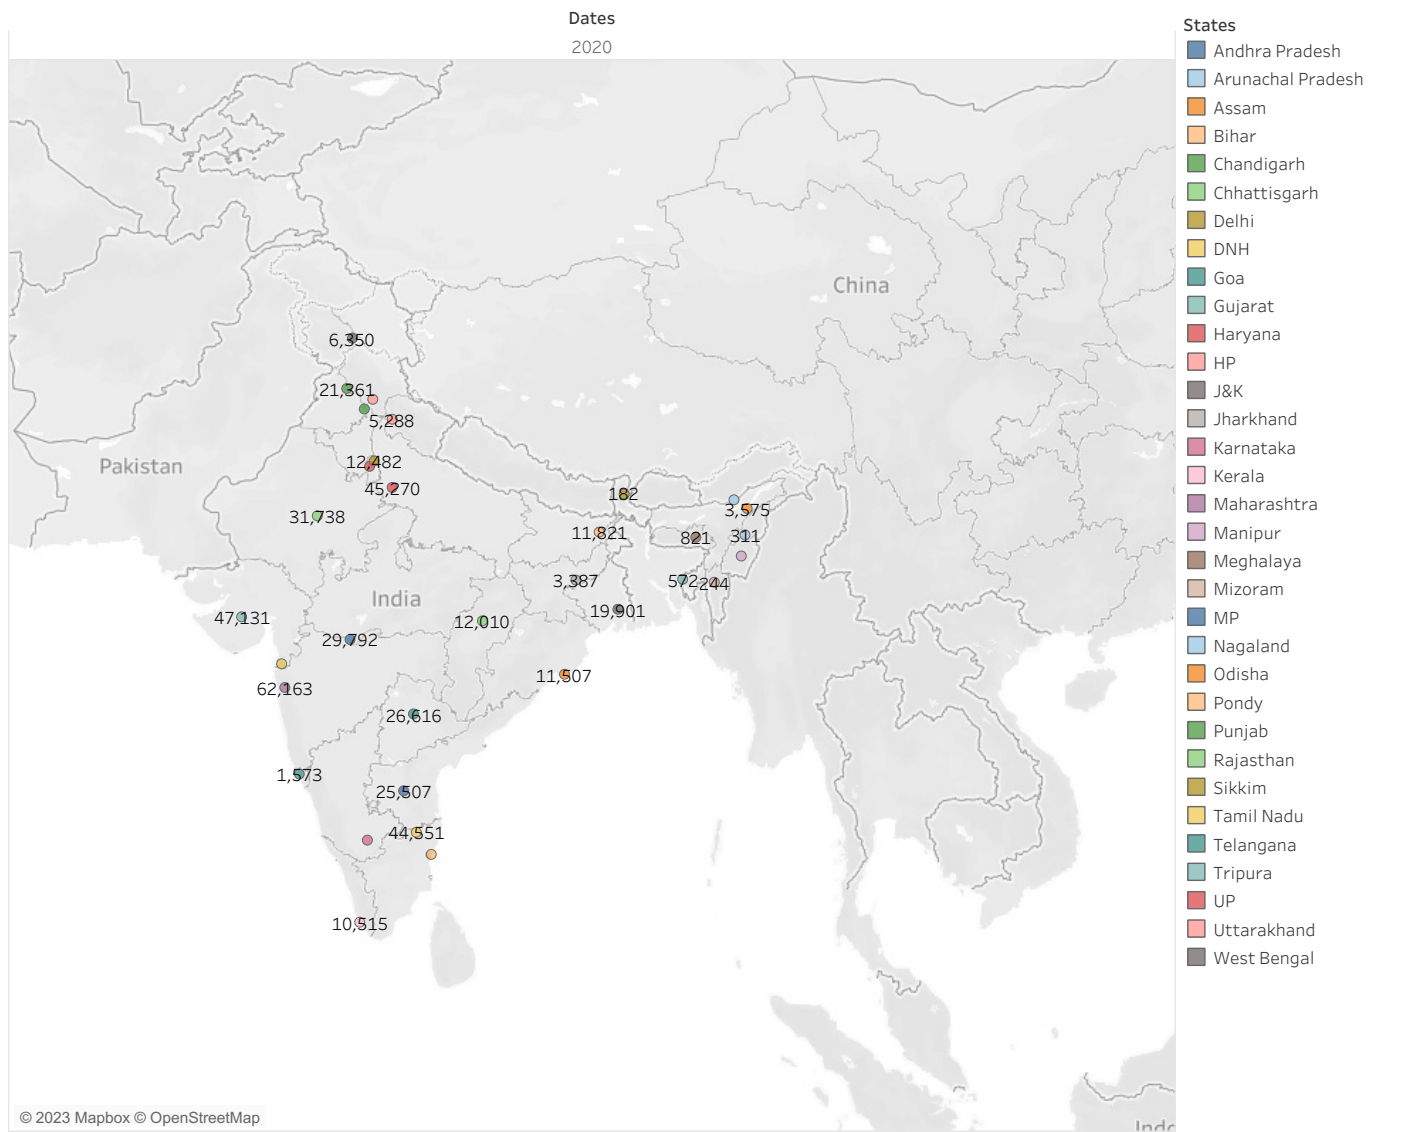 Dates
2020
States
Andhra Pradesh
Arunachal Pradesh
Assam
Bihar
Chandigarh
Chhattisgarh
Delhi
DNH
Goa
Gujarat
Haryana
HP
J&K
Jharkhand
Karnataka
Kerala
Maharashtra
Manipur
Meghalaya
Mizoram
MP
Nagaland
Odisha
Pondy
Punjab
Rajasthan
Sikkim
Tamil Nadu
Telangana
Tripura
UP
Uttarakhand
West Bengal
China
6,350
21,361
5,288
Pakistan
12,482
45,270
182
3,575
31,738
11,821
821
311
3,387
572
244
India
47,131
12,010
19,901
29,792
11,507
62,163
26,616
1,573
25,507
44,551
10,515
© 2023 Mapbox © OpenStreetMap